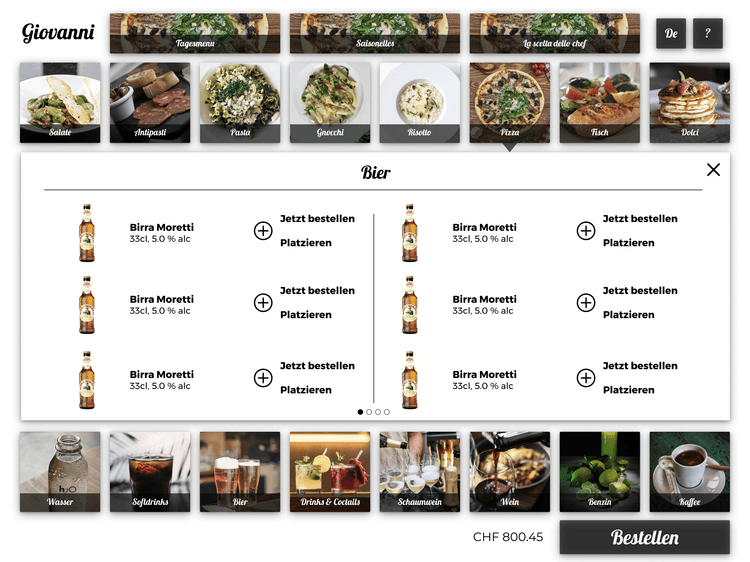 Giovanni
Tagesmenu
Saisonelles
La scelta dello chef
De
?
Salate
Antipasti
Pasta
Gnocchi
Risotto
Pizza
Fisch
Dolci
Bier
Birra Moretti
33cl, 5.0 % alc
Jetzt bestellen
Platzieren
Birra Moretti
33cl, 5.0 % alc
Jetzt bestellen
Platzieren
Birra Moretti
33cl, 5.0 % alc
Jetzt bestellen
Platzieren
Birra Moretti
33cl, 5.0 % alc
Jetzt bestellen
Platzieren
Birra Moretti
33cl, 5.0 % alc
Jetzt bestellen
Platzieren
Birra Moretti
33cl, 5.0 % alc
Jetzt bestellen
Platzieren
h2O
Wasser
Softdrinks
Bier
Drinks & Coctails
Schaumwein
Wein
Benzin
Kaffee
CHF 800.45
Bestellen